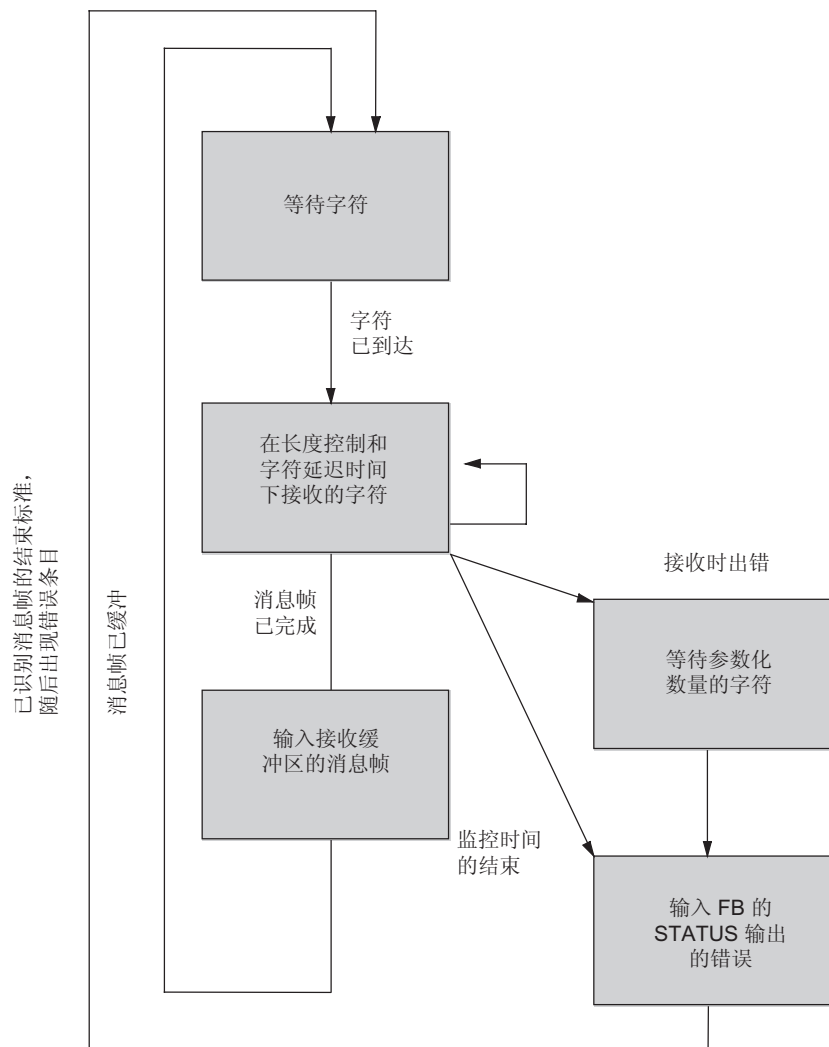 等待字符
字符
已到达
在长度控制和
字符延迟时间
下接收的字符
接收时出错
消息帧
已完成
等待参数化
数量的字符
输入接收缓
冲区的消息帧
监控时间
的结束
输入 FB 的
STATUS 输出
的错误
消息帧已缓冲
已识别消息帧的结束标准，
随后出现错误条目